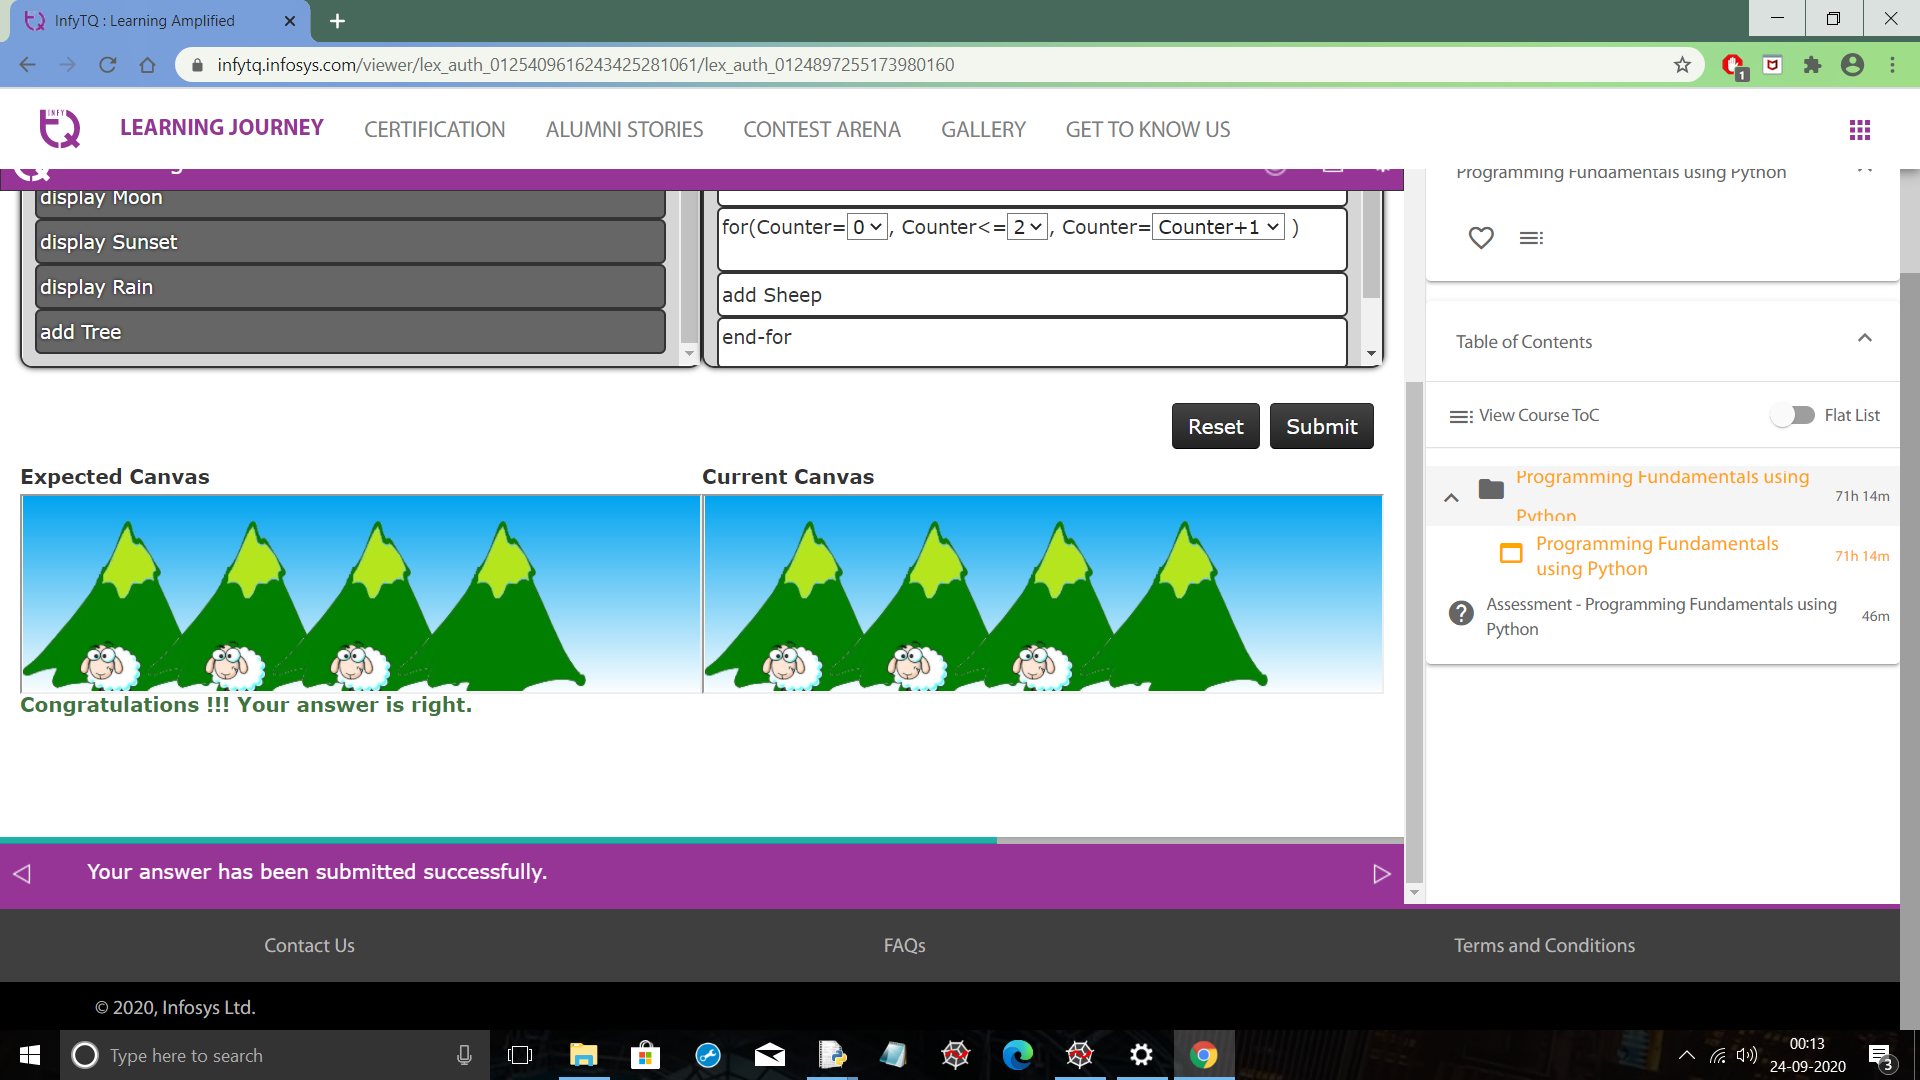 InfyTQ : Learning Amplified
infytq.infosys.com/viewer/lex_auth_0125409616243425281061/lex_auth_0124897255173980160
1
INFY
LEARNING JOURNEY
CERTIFICATION
ALUMNI STORIES
CONTEST ARENA
GALLERY
GET TO KNOW US
display Moon
display Sunset
display Rain
add Tree
for(Counter= 0 , Counter<= 2 , Counter= Counter+1 )
add Sheep
end-for
Reset
Submit
Expected Canvas
Current Canvas
Congratulations !!! Your answer is right.
Your answer has been submitted successfully.
Programming Fundamentals using Python
Table of Contents
View Course ToC
Flat List
Programming Fundamentals using
Python
71h 14m
Programming Fundamentals
using Python
71h 14m
Assessment - Programming Fundamentals using
Python
46m
Contact Us
FAQs
Terms and Conditions
© 2020, Infosys Ltd.
Type here to search
00:13
24-09-2020
3